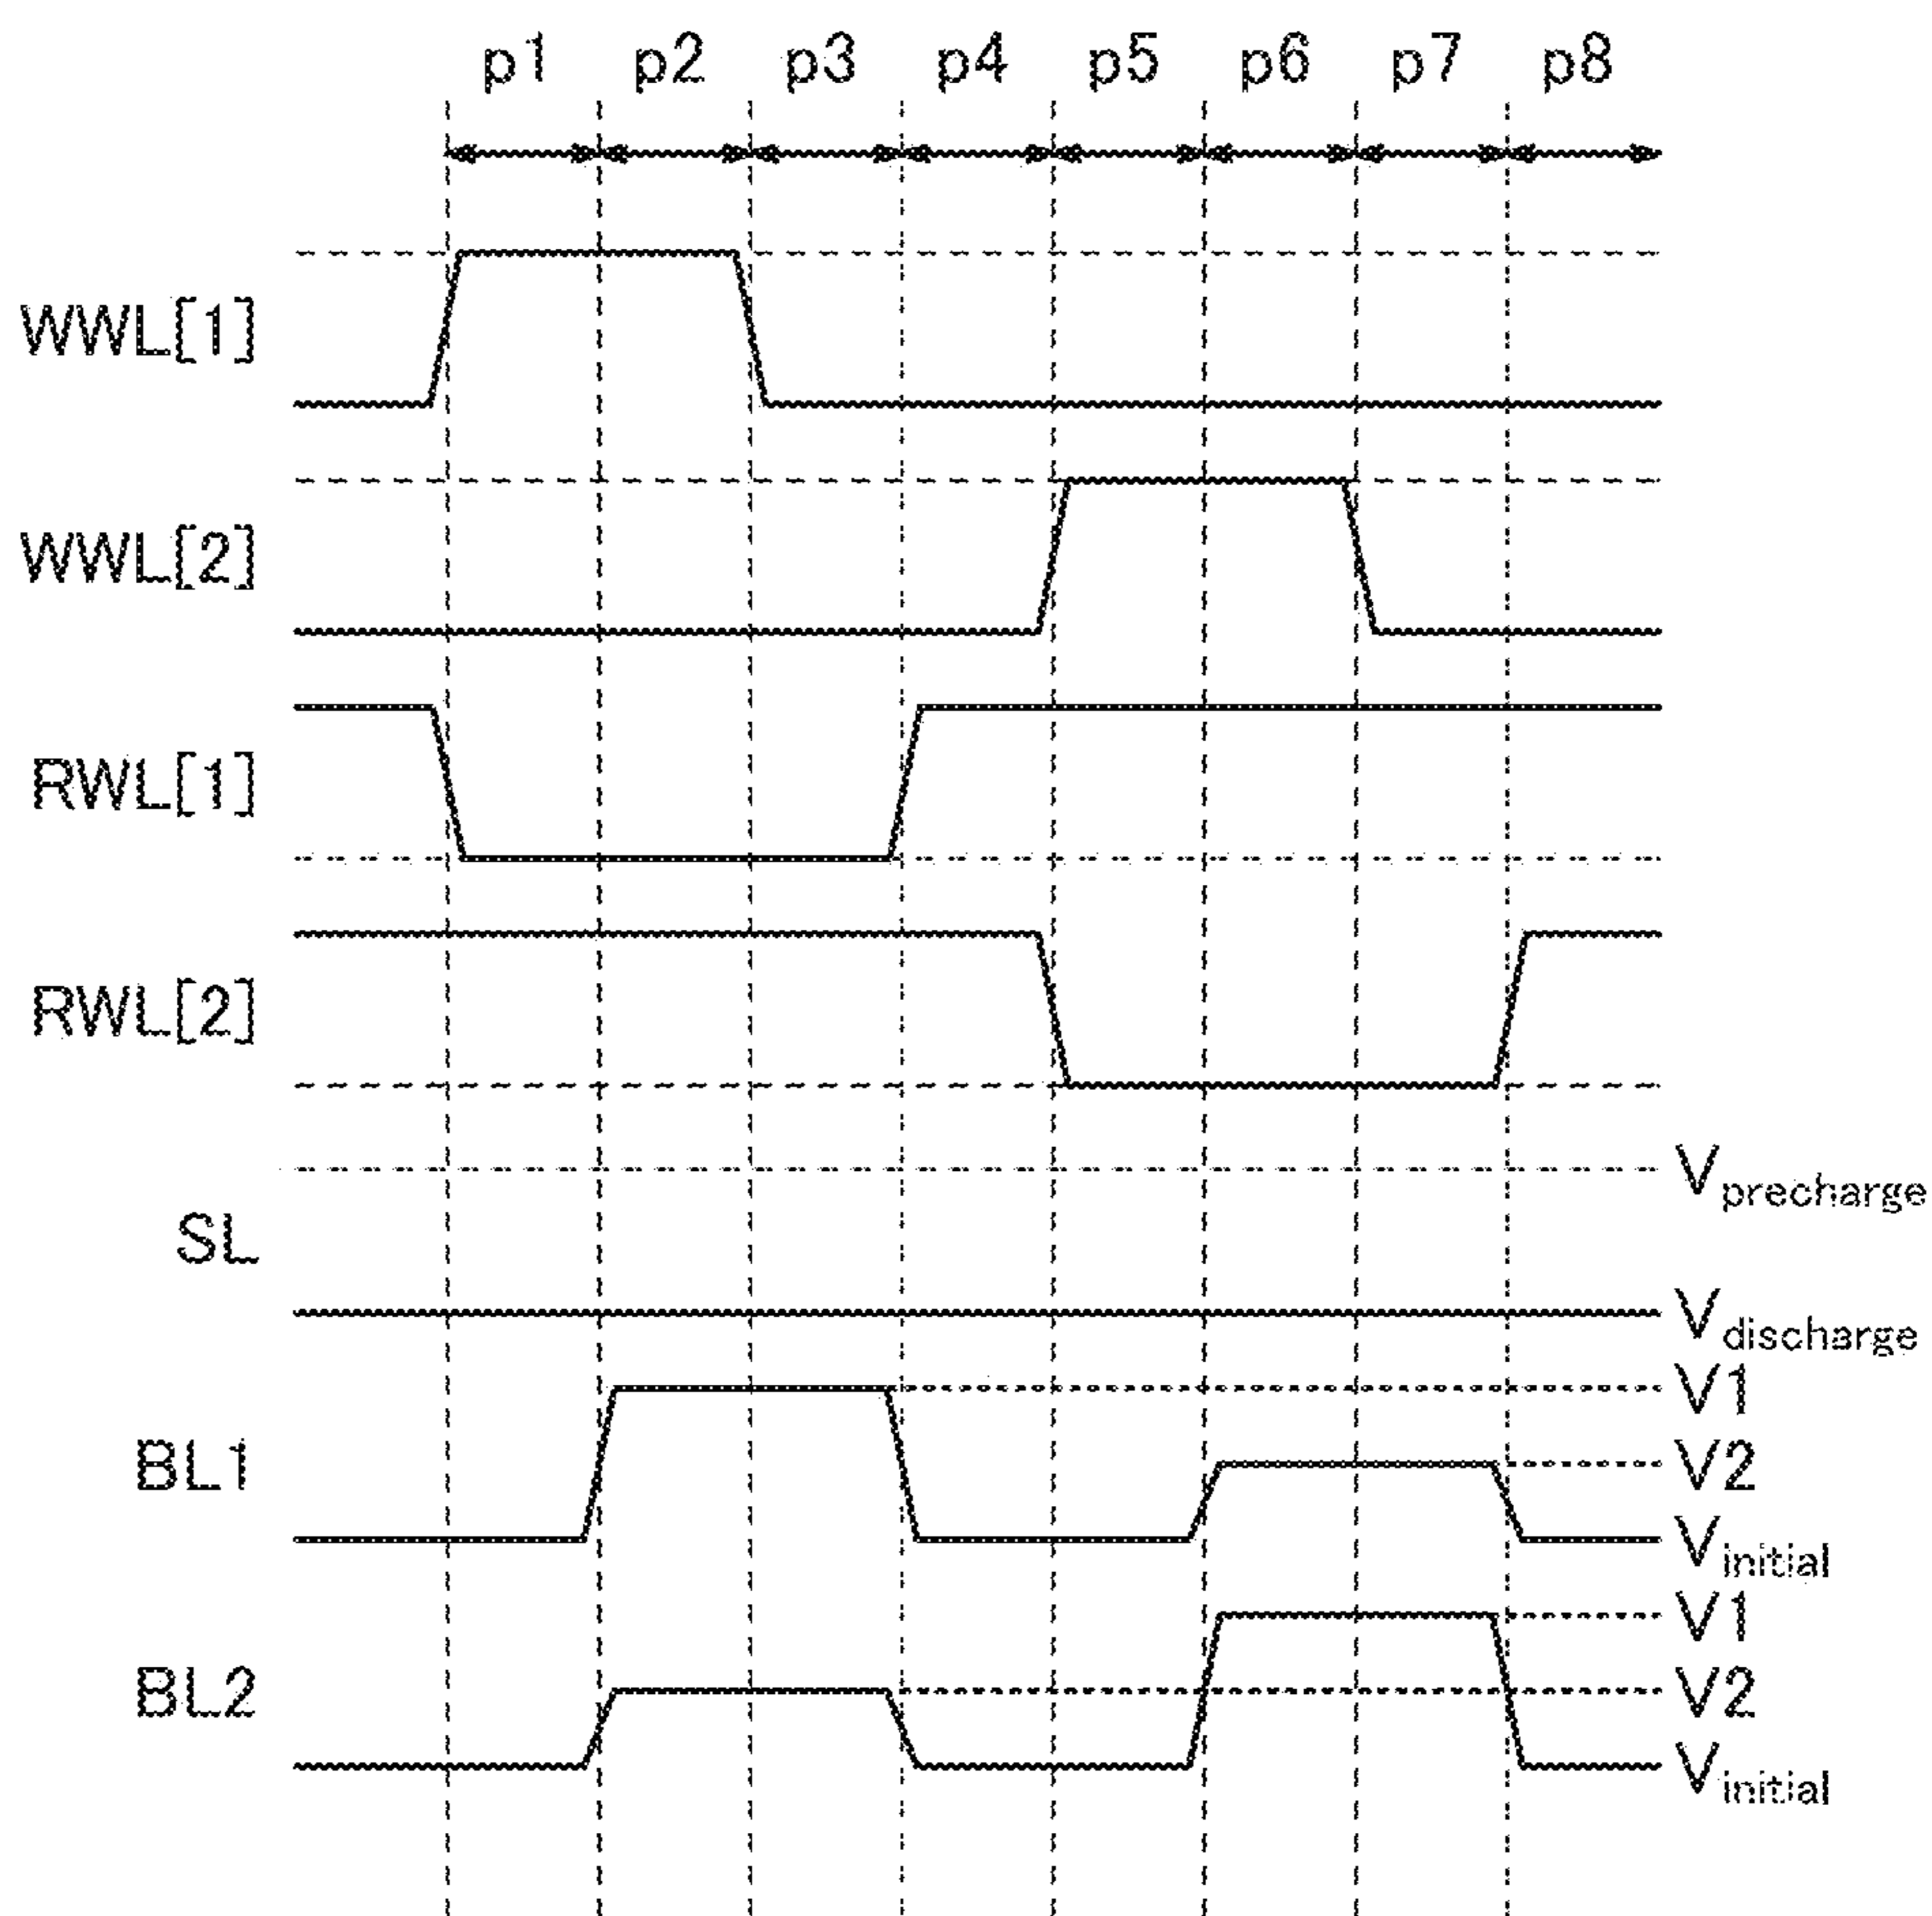 p1 p2 p3 p4 p5 p6 p7 p8
WWL[1]
WWL[2]
RWL[1]
RWL[2]
Vprecharge
SL
Vdischarge
V1
BL1 V2
Vinitial
V1
BL2 V2
Vinitial